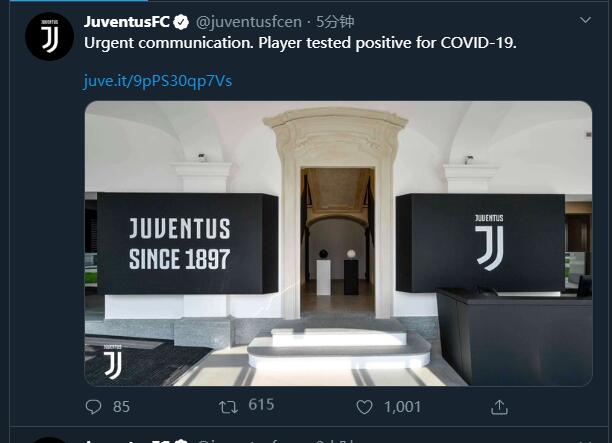 JUVENTUS
JuventusFC @juventusfcen · 5分钟
Urgent communication. Player tested positive for COVID-19.
juve.it/9pPS30qp7Vs
JUVENTUS
SINCE 1897
JUVENTUS
JUVENTUS
85 615 1,001